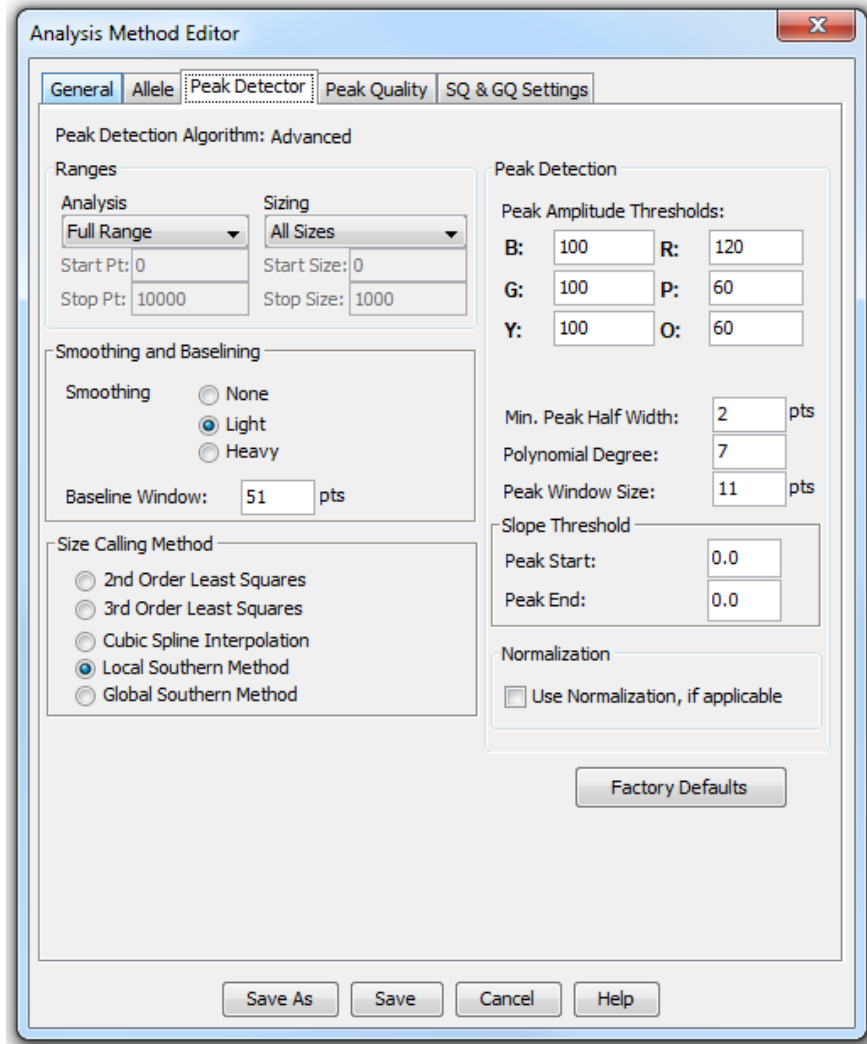 Analysis Method Editor
General Allele Peak Detector Peak Quality SQ & GQ Settings
Peak Detection Algorithm: Advanced
Ranges
Analysis Sizing
Full Range All Sizes
Start Pt: 0 Start Size: 0
Stop Pt: 10000 Stop Size: 1000
Smoothing and Baselining
Smoothing None
Light
Heavy
Baseline Window: 51 pts
Size Calling Method
2nd Order Least Squares
3rd Order Least Squares
Cubic Spline Interpolation
Local Southern Method
Global Southern Method
Peak Detection
Peak Amplitude Thresholds:
B: 100 R: 120
G: 100 P: 60
Y: 100 O: 60
Min. Peak Half Width: 2 pts
Polynomial Degree: 7
Peak Window Size: 11 pts
Slope Threshold
Peak Start: 0.0
Peak End: 0.0
Normalization
Use Normalization, if applicable
Factory Defaults
Save As Save Cancel Help